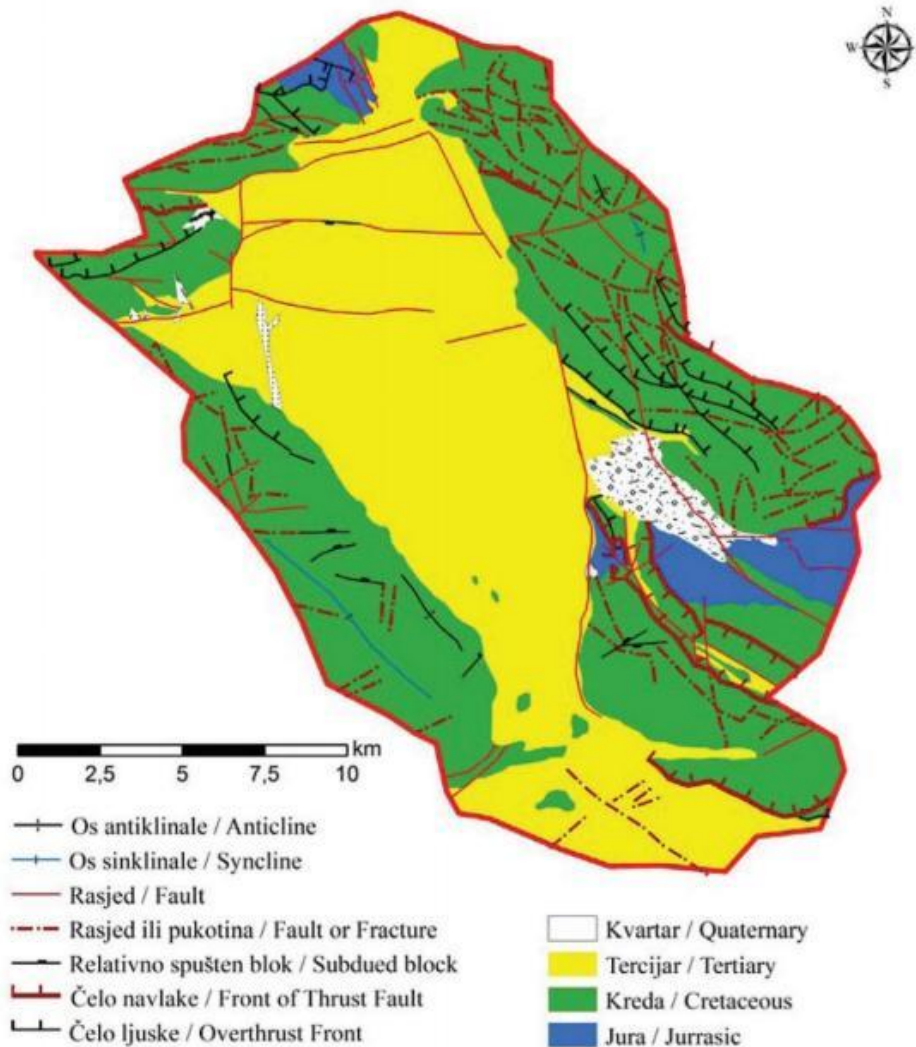 N
W E
S
km
0 2,5 5 7,5 10
Os antiklinale / Anticline
Os sinklinale / Syncline
Rasjed / Fault
Rasjed ili pukotina / Fault or Fracture
Relativno spušten blok / Subdued block
Čelo navlake / Front of Thrust Fault
Čelo ljuske / Overthrust Front
Kvartar / Quaternary
Tercijar / Tertiary
Kreda / Cretaceous
Jura / Jurrasic